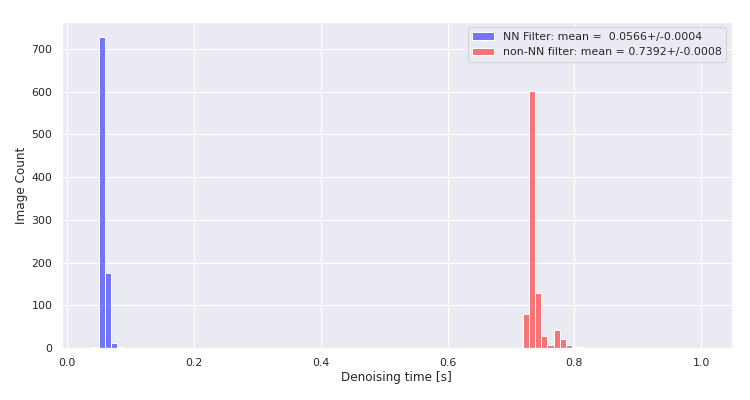 NN Filter: mean =  0.0566+/-0.0004
non-NN filter: mean = 0.7392+/-0.0008
700
600
500
400
300
200
100
0
Image Count
0.0 0.2 0.4 0.6 0.8 1.0
Denoising time [s]